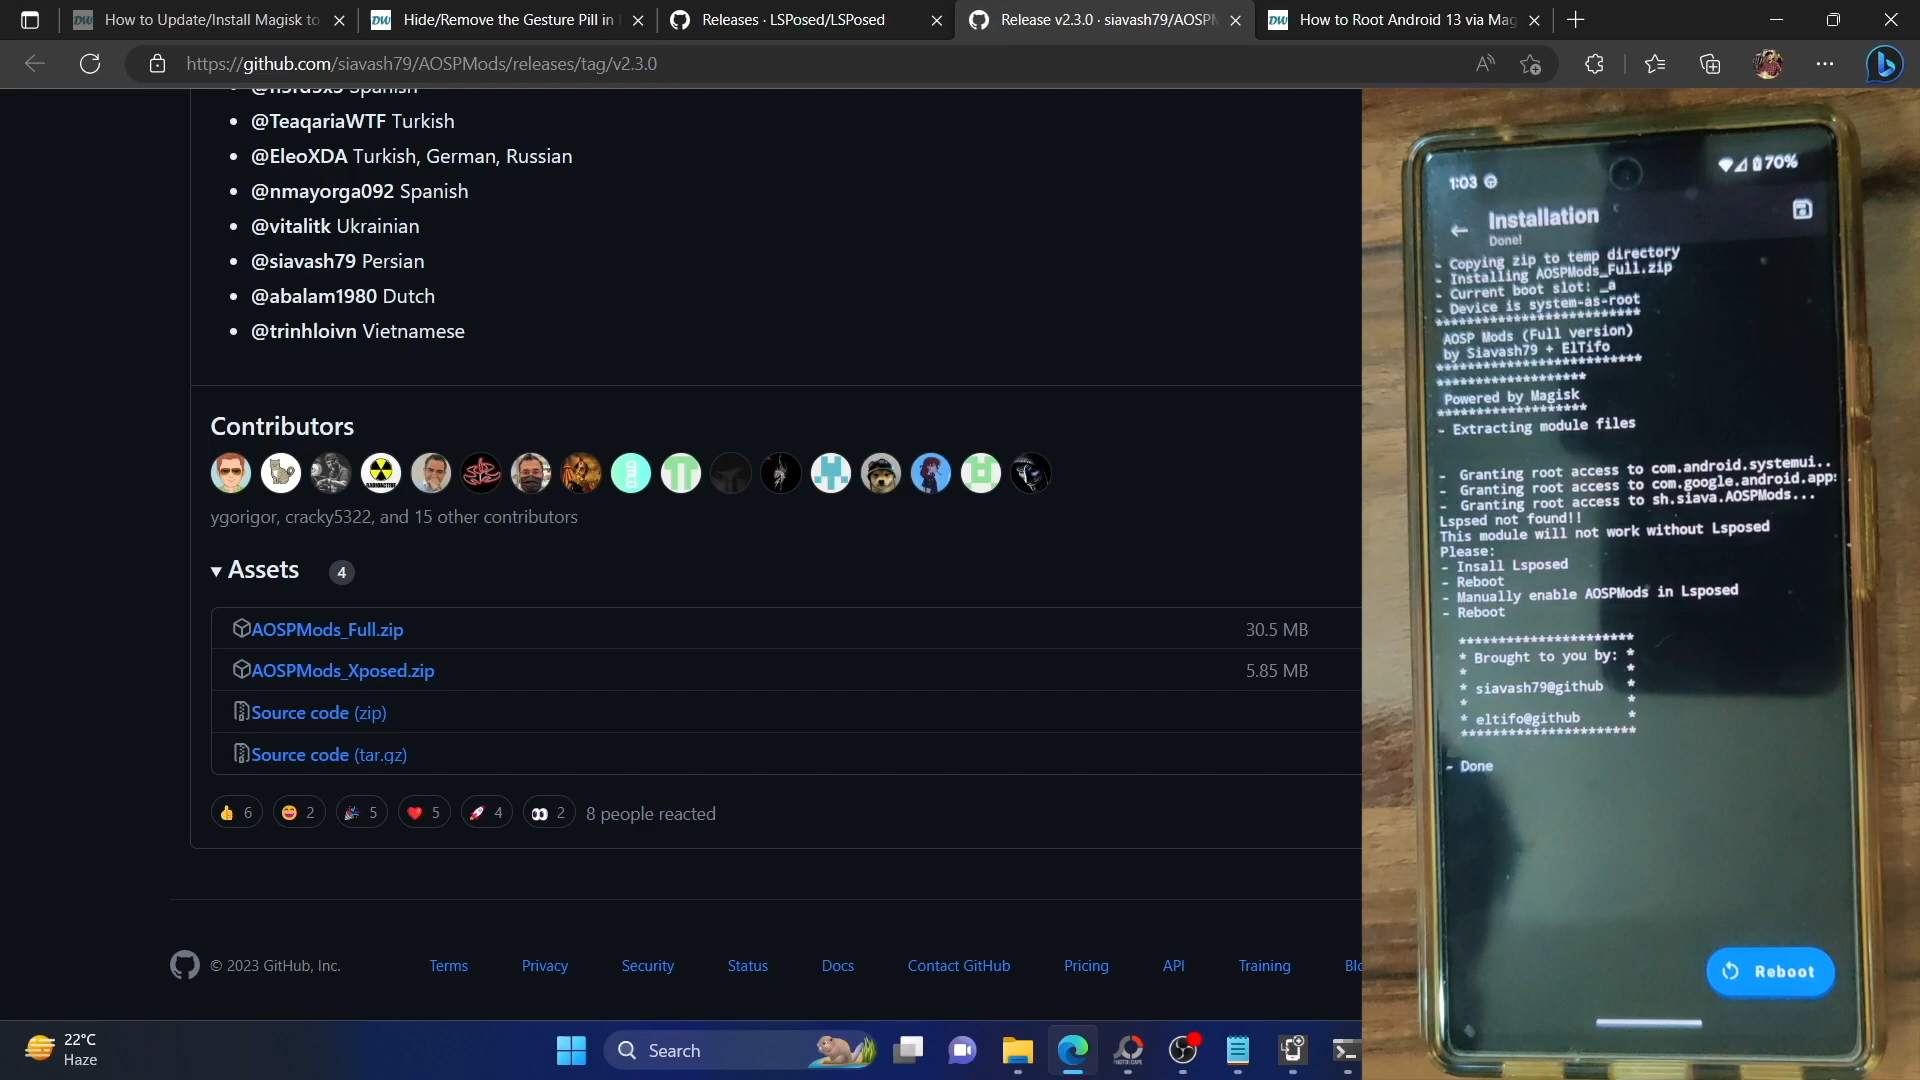 How to Update/Install Magisk to
Hide/Remove the Gesture Pill in
Releases · LSPosed/LSPosed
Release v2.3.0 · siavash79/AOSPM
How to Root Android 13 via Mag
https://github.com/siavash79/AOSPMods/releases/tag/v2.3.0
Spanish
@TeaqariaWTF Turkish
@EleoXDA Turkish, German, Russian
@nmayorga092 Spanish
@vitalitk Ukrainian
@siavash79 Persian
@abalam1980 Dutch
@trinhloivn Vietnamese
Contributors
ygorigor, cracky5322, and 15 other contributors
Assets 4
AOSPMods_Full.zip 30.5 MB
AOSPMods_Xposed.zip 5.85 MB
Source code (zip)
Source code (tar.gz)
6 2 5 5 4 2 8 people reacted
© 2023 GitHub, Inc. Terms Privacy Security Status Docs Contact GitHub Pricing API Training Blo
22°C
Haze
Search
1:03 70%
Installation
Done!
- Copying zip to temp directory
- Installing AOSPMods_Full.zip
- Current boot slot: _a
- Device is system-as-root
***************************
AOSP Mods (Full version)
by Siavash79 + ElTifo
***************************
*******************
Powered by Magisk
*******************
- Extracting module files
- Granting root access to com.android.systemui..
- Granting root access to com.google.android.app
- Granting root access to sh.siava.AOSPMods...
Lspsed not found!!
This module will not work without Lsposed
Please:
- Insall Lsposed
- Reboot
- Manually enable AOSPMods in Lsposed
- Reboot
***********************
* Brought to you by: *
* *
* siavash79@github *
* *
* eltifo@github *
***********************
- Done
Reboot